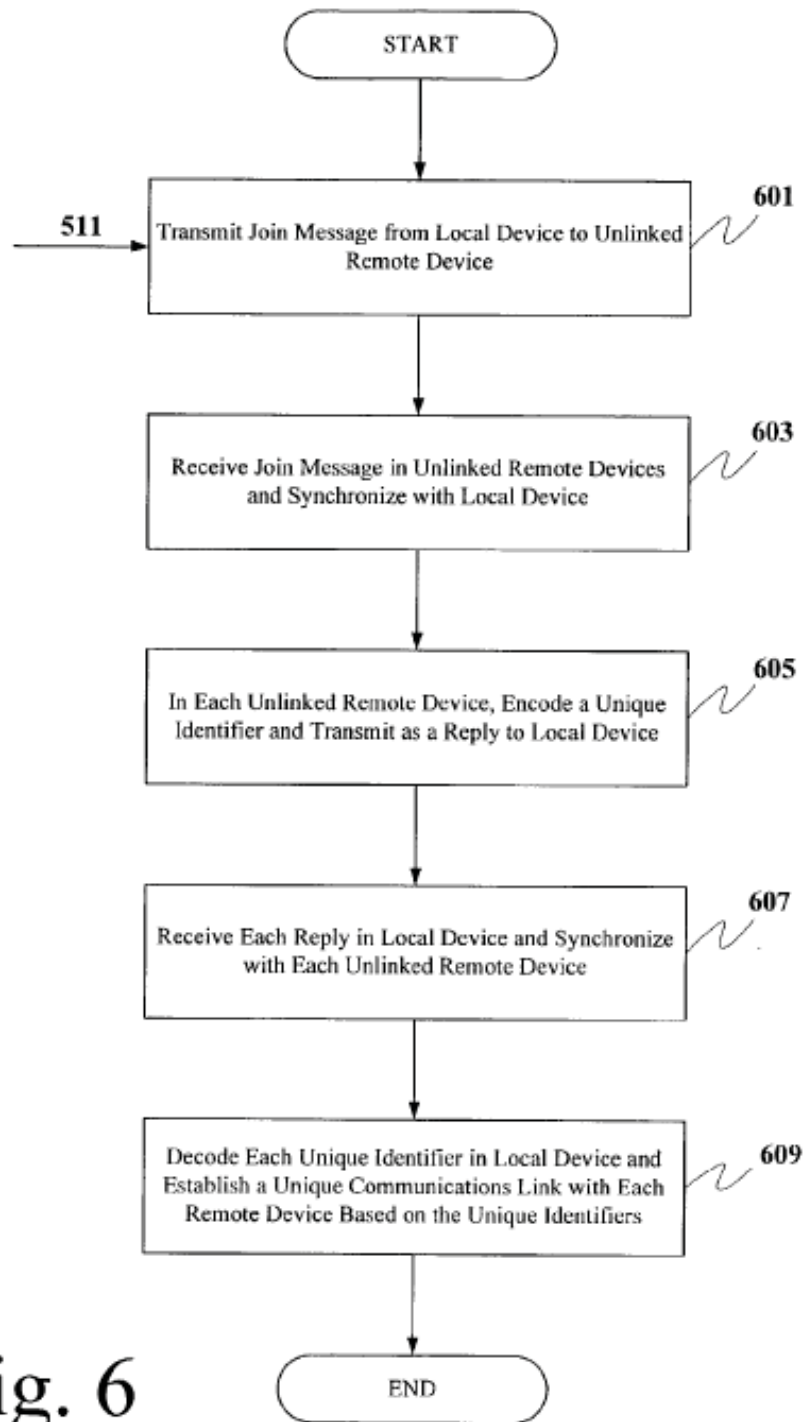 START
511
601
Transmit Join Message from Local Device to Unlinked
Remote Device
603
Receive Join Message in Unlinked Remote Devices
and Synchronize with Local Device
605
In Each Unlinked Remote Device, Encode a Unique
Identifier and Transmit as a Reply to Local Device
607
Receive Each Reply in Local Device and Synchronize
with Each Unlinked Remote Device
609
Decode Each Unique Identifier in Local Device and
Establish a Unique Communications Link with Each
Remote Device Based on the Unique Identifiers
END
ig. 6